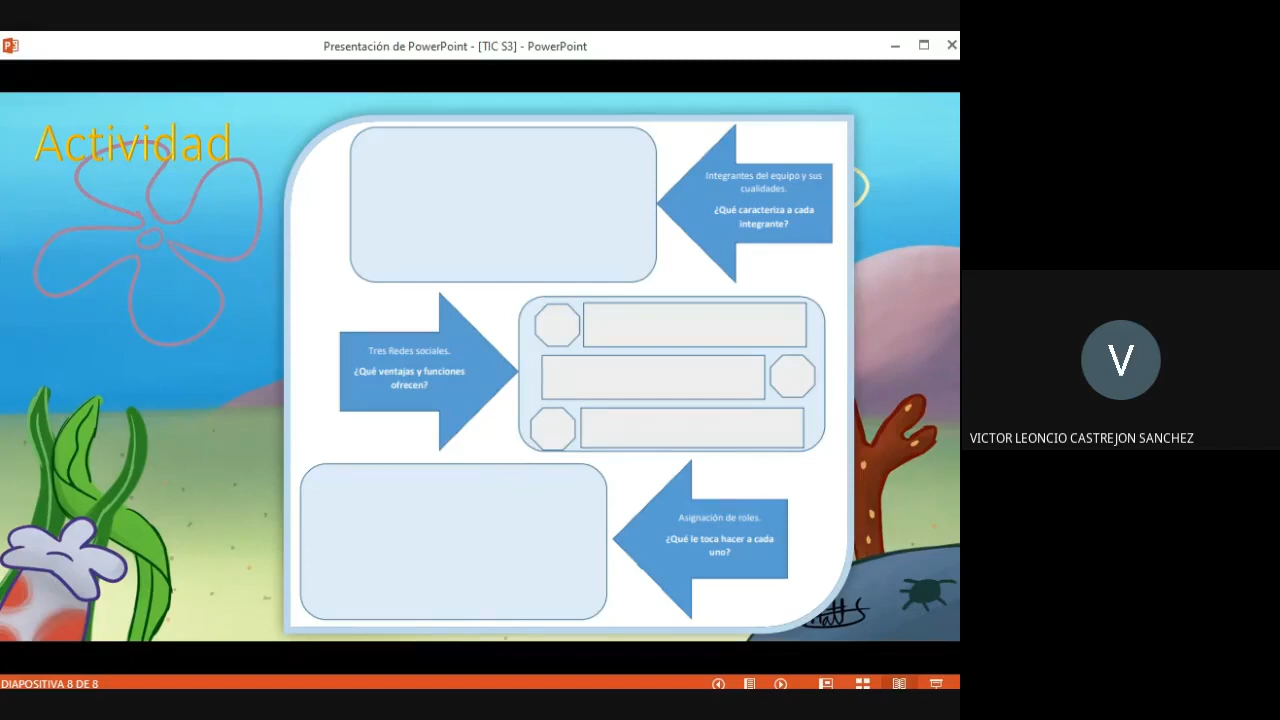 Presentación de PowerPoint - [TIC S3] - PowerPoint
Actividad
Integrantes del equipo y sus
cualidades.
¿Qué caracteriza a cada
integrante?
Tres Redes sociales.
¿Qué ventajas y funciones
ofrecen?
Asignación de roles.
¿Qué le toca hacer a cada
uno?
DIAPOSITIVA 8 DE 8
V
VICTOR LEONCIO CASTREJON SANCHEZ